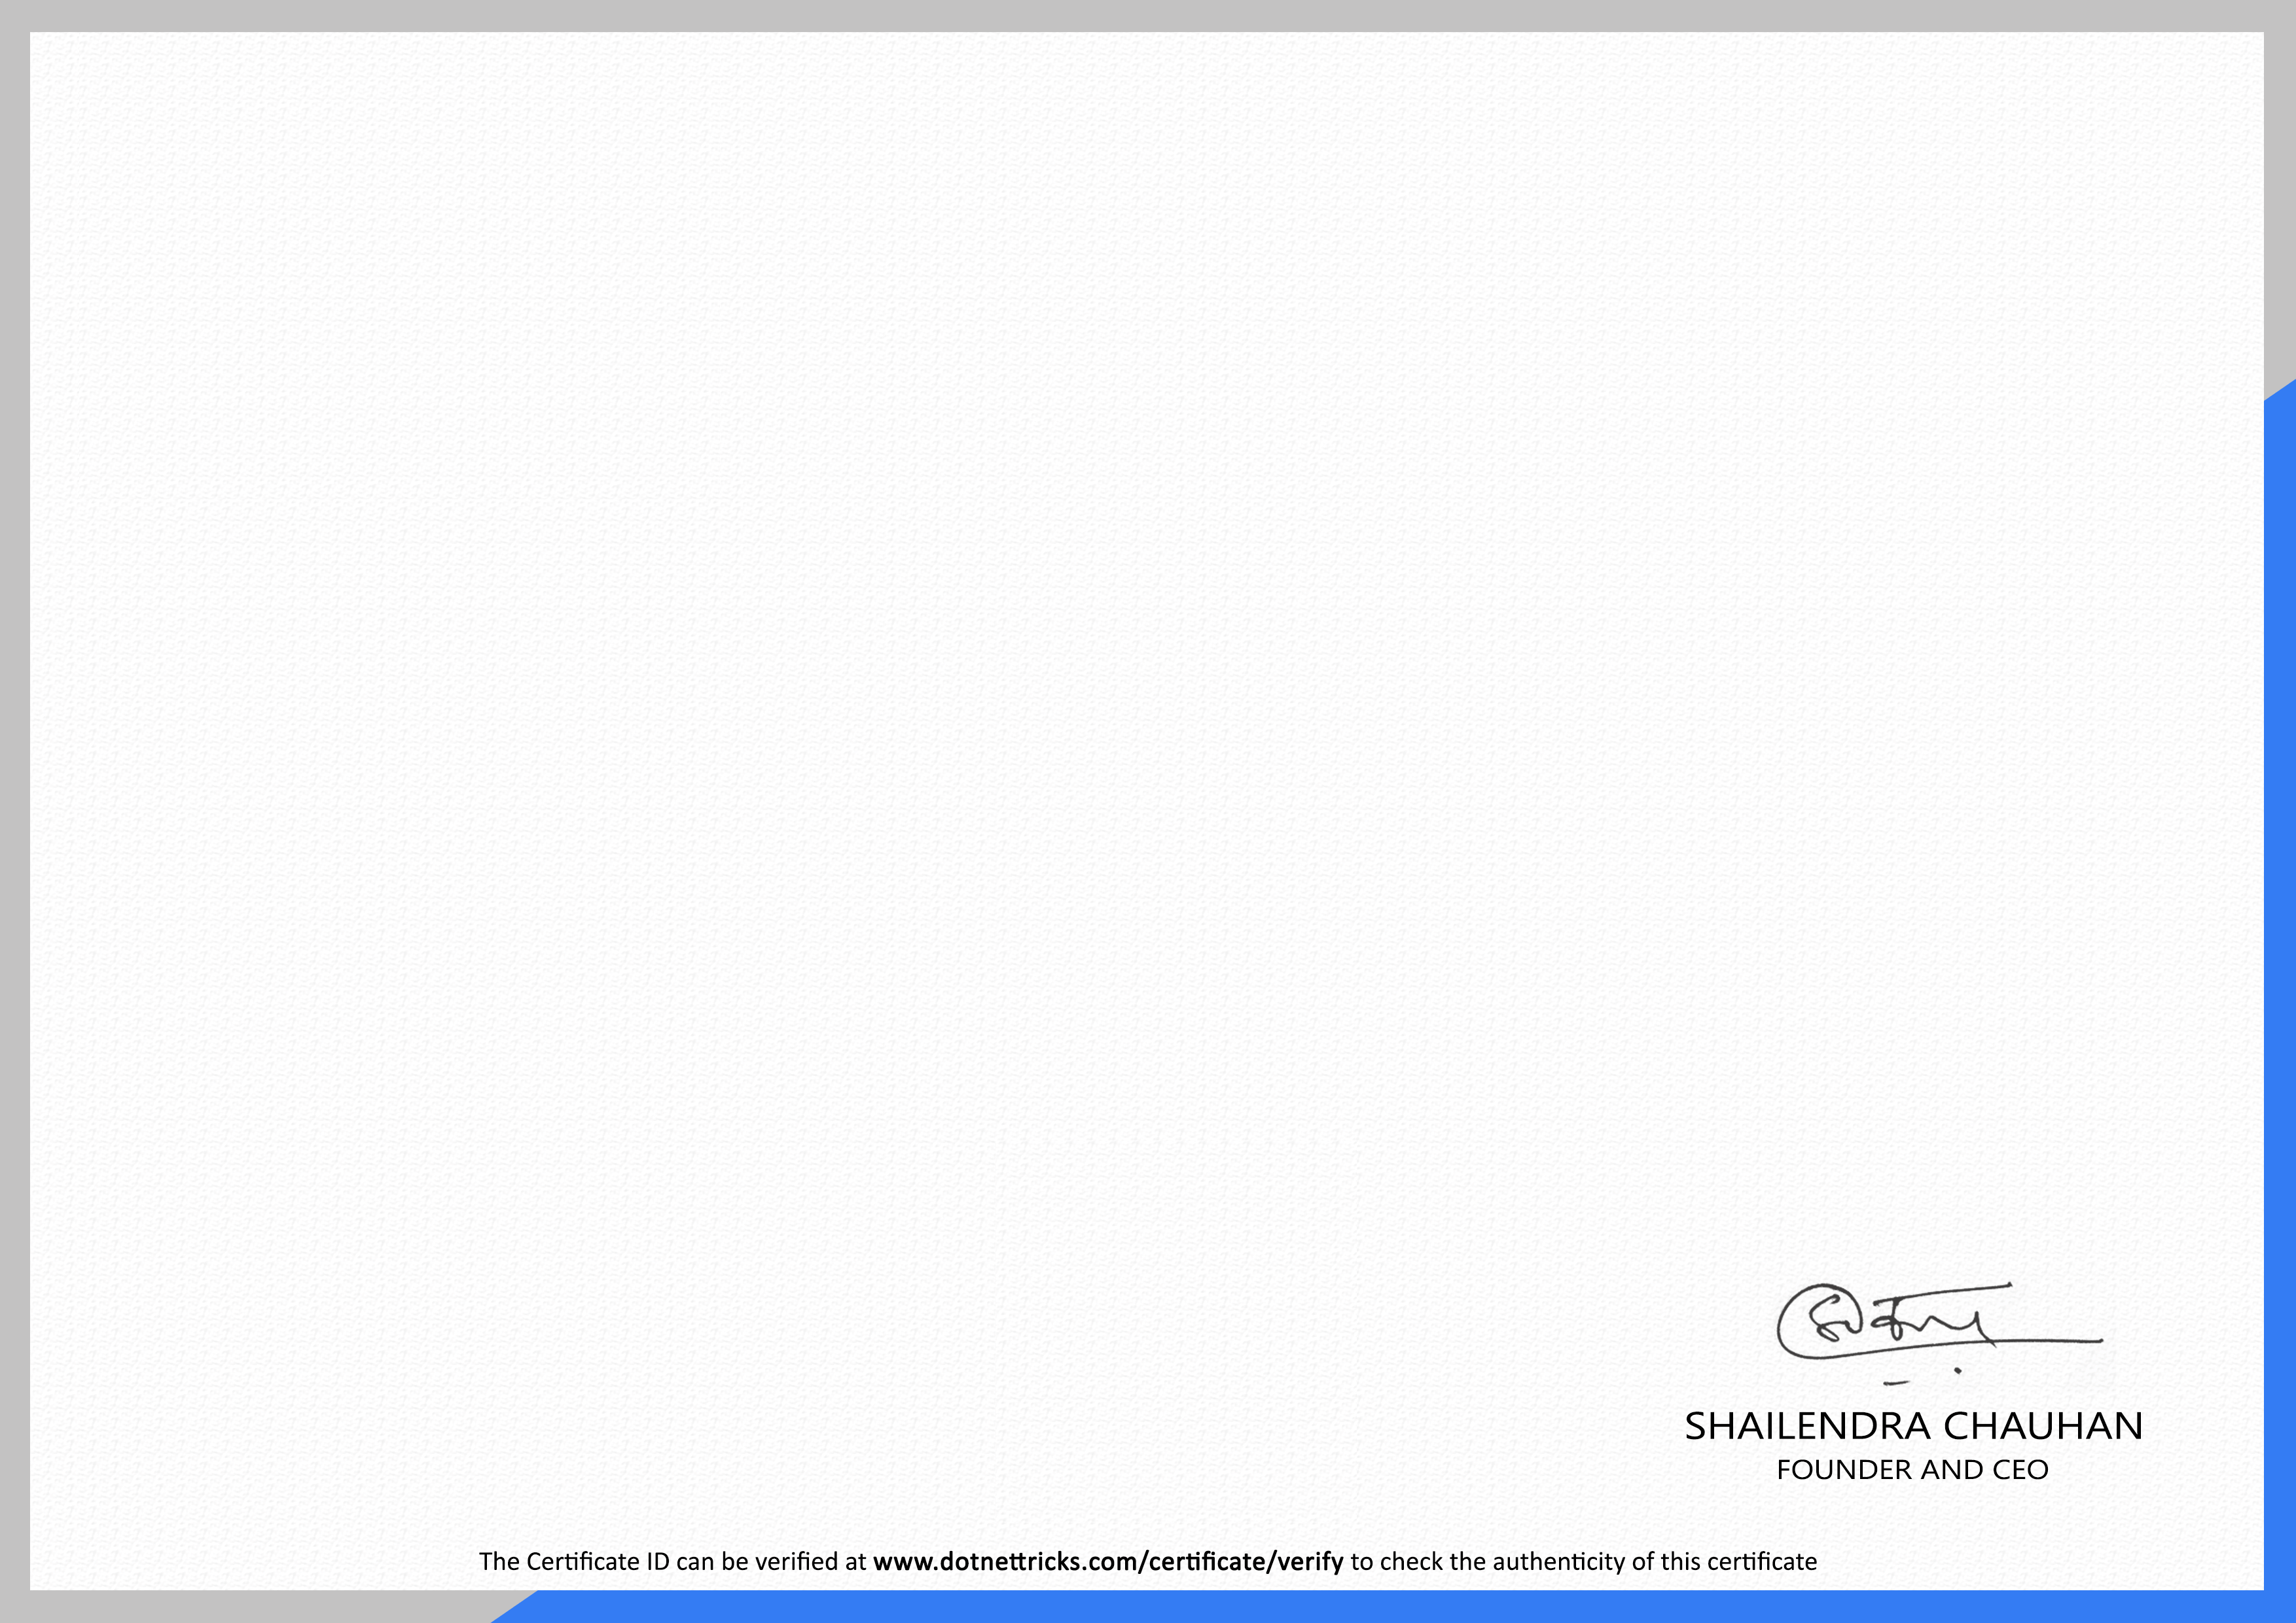 SHAILENDRA CHAUHAN
FOUNDER AND CEO
The Certificate ID can be verified at www.dotnettricks.com/certificate/verify to check the authenticity of this certificate